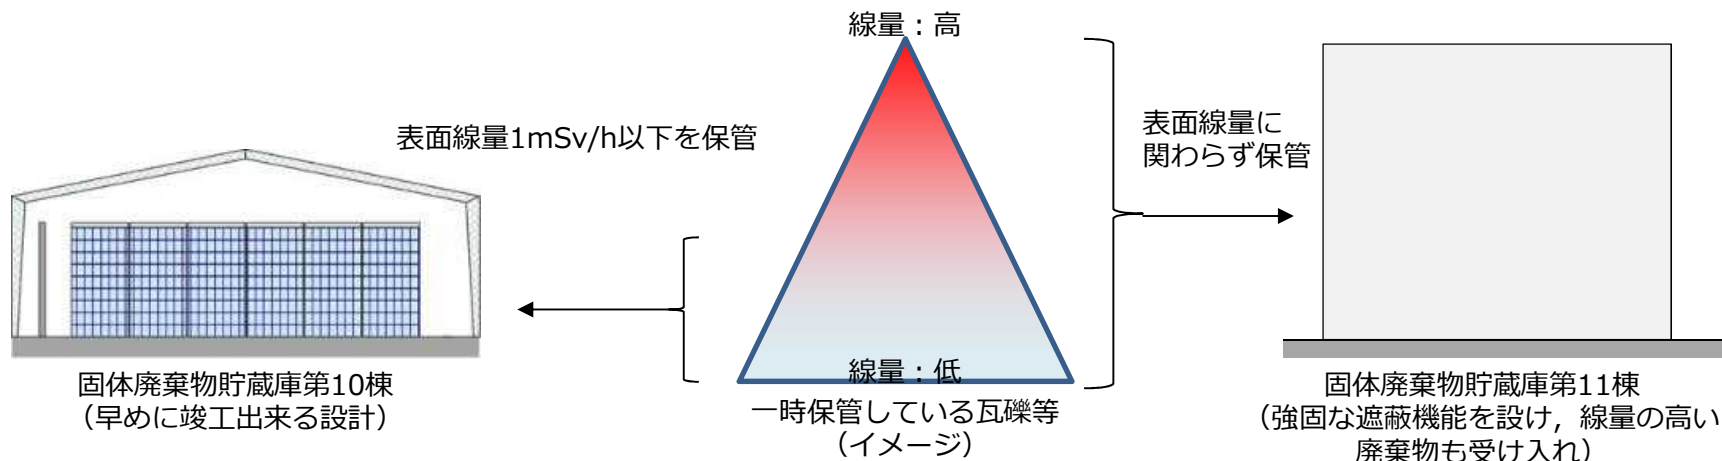 線量：高
表面線量1mSv/h以下を保管
表面線量に
関わらず保管
線量：低
固体廃棄物貯蔵庫第10棟
（早めに竣工出来る設計）
一時保管している瓦礫等
（イメージ）
固体廃棄物貯蔵庫第11棟
（強固な遮蔽機能を設け，線量の高い
廃棄物も受け入れ）